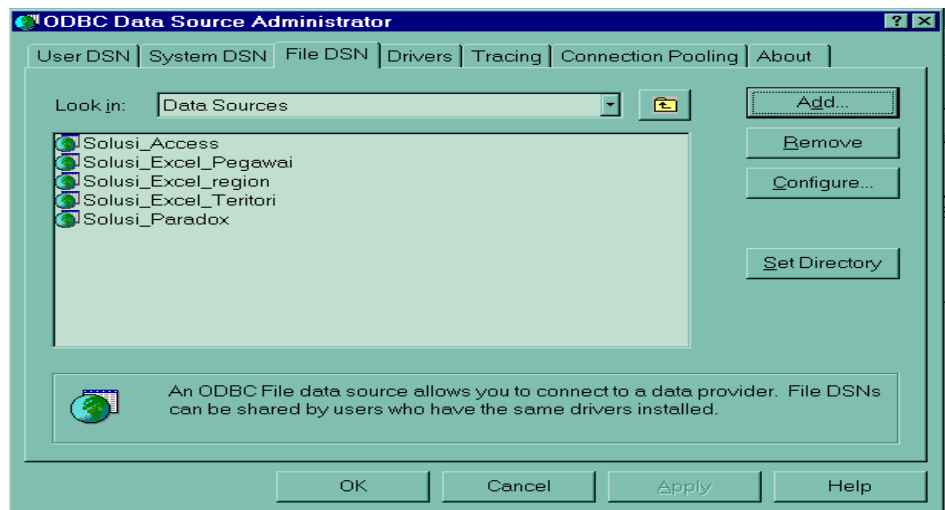 ODBC Data Source Administrator
User DSN System DSN File DSN Drivers Tracing Connection Pooling About
Look in: Data Sources
Add...
Solusi_Access
Solusi_Excel_Pegawai
Solusi_Excel_region
Solusi_Excel_Teritori
Solusi_Paradox
Remove
Configure...
Set Directory
An ODBC File data source allows you to connect to a data provider. File DSNs
can be shared by users who have the same drivers installed.
OK Cancel Apply Help